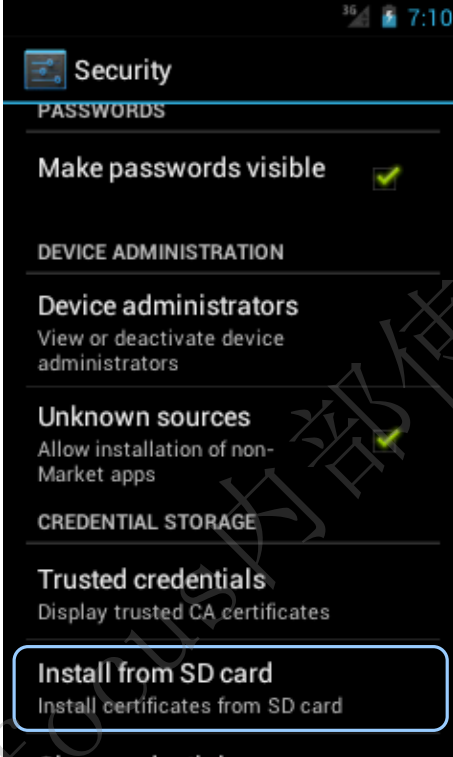 36 7:10
Security
PASSWORDS
Make passwords visible
DEVICE ADMINISTRATION
Device administrators
View or deactivate device
administrators
Unknown sources
Allow installation of non-
Market apps
CREDENTIAL STORAGE
Trusted credentials
Display trusted CA certificates
Install from SD card
Install certificates from SD card
Focus内部使